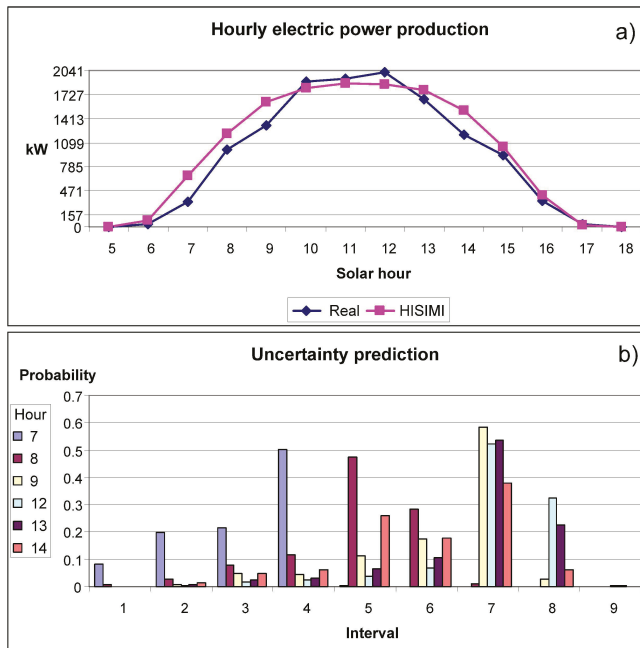 Hourly electric power production
a)
2041
1727
1413
1099
785
471
157
0
kW
5 6 7 8 9 10 11 12 13 14 15 16 17 18
Solar hour
Real HISIMI
Uncertainty prediction
b)
Probability
0.7
0.6
0.5
0.4
0.3
0.2
0.1
0
Hour
7
8
9
12
13
14
1 2 3 4 5 6 7 8 9
Interval